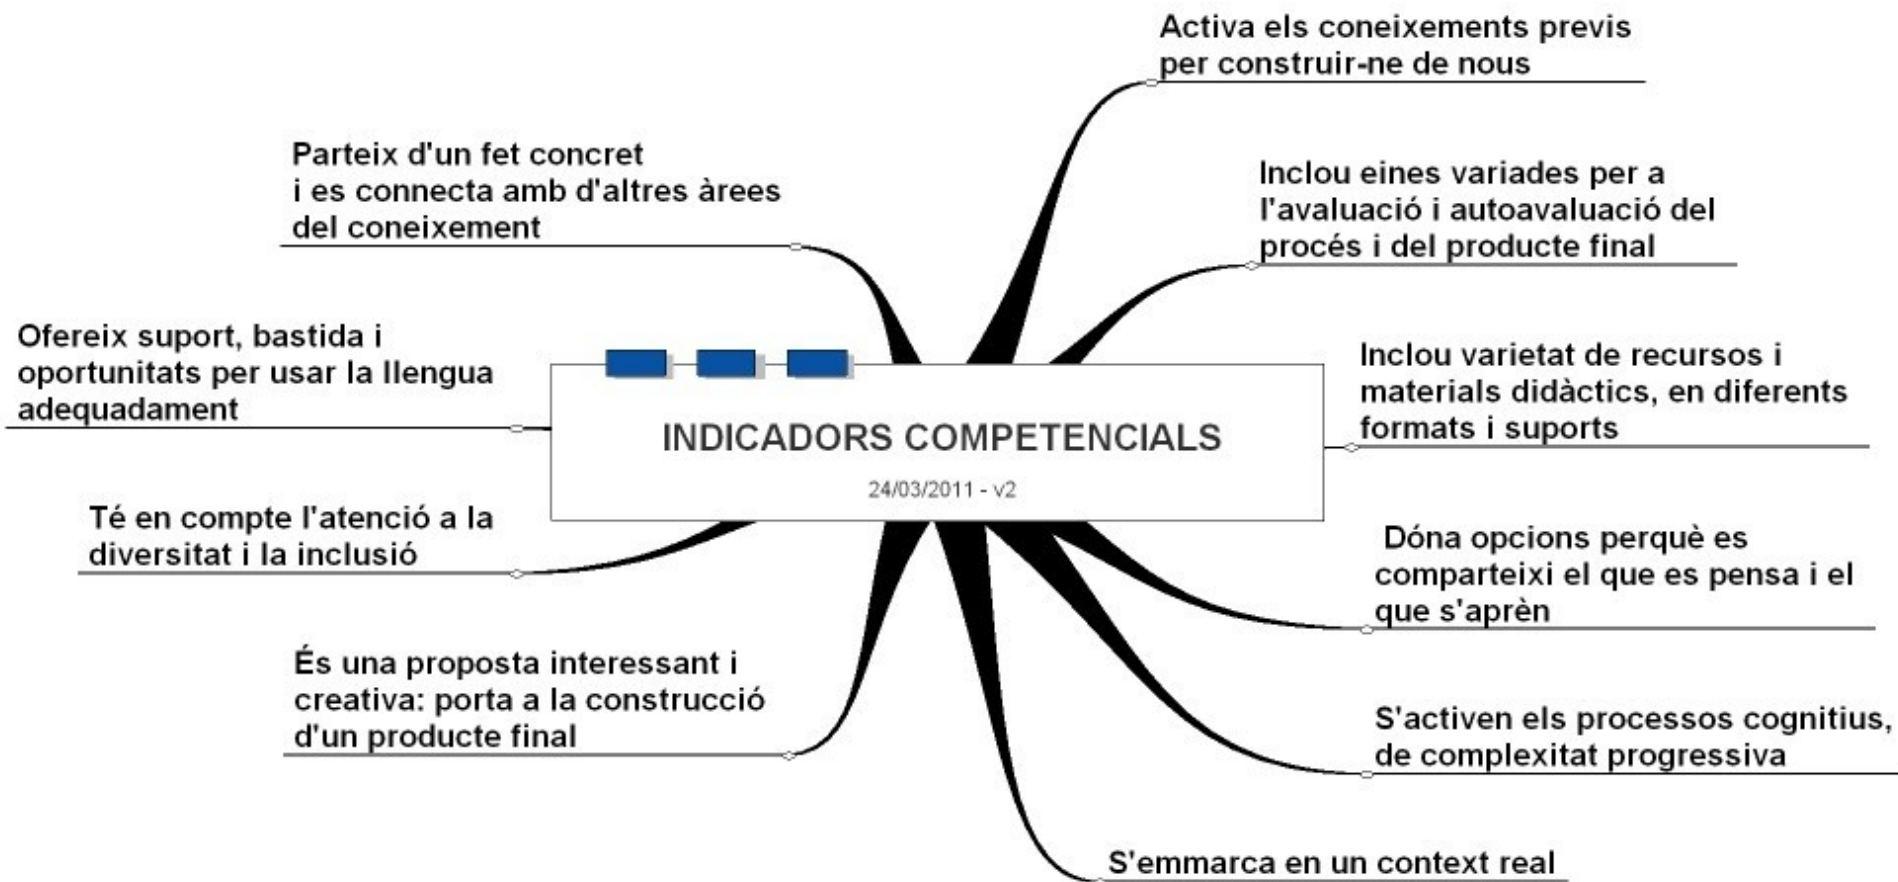 Activa els coneixements previs
per construir-ne de nous
Parteix d'un fet concret
i es connecta amb d'altres àrees
del coneixement
Inclou eines variades per a
l'avaluació i autoavaluació del
procés i del producte final
Ofereix suport, bastida i
oportunitats per usar la llengua
adequadament
Inclou varietat de recursos i
materials didàctics, en diferents
formats i suports
INDICADORS COMPETENCIALS
24/03/2011 - v2
Té en compte l'atenció a la
diversitat i la inclusió
Dóna opcions perquè es
comparteixi el que es pensa i el
que s'aprèn
És una proposta interessant i
creativa: porta a la construcció
d'un producte final
S'activen els processos cognitius,
de complexitat progressiva
S'emmarca en un context real